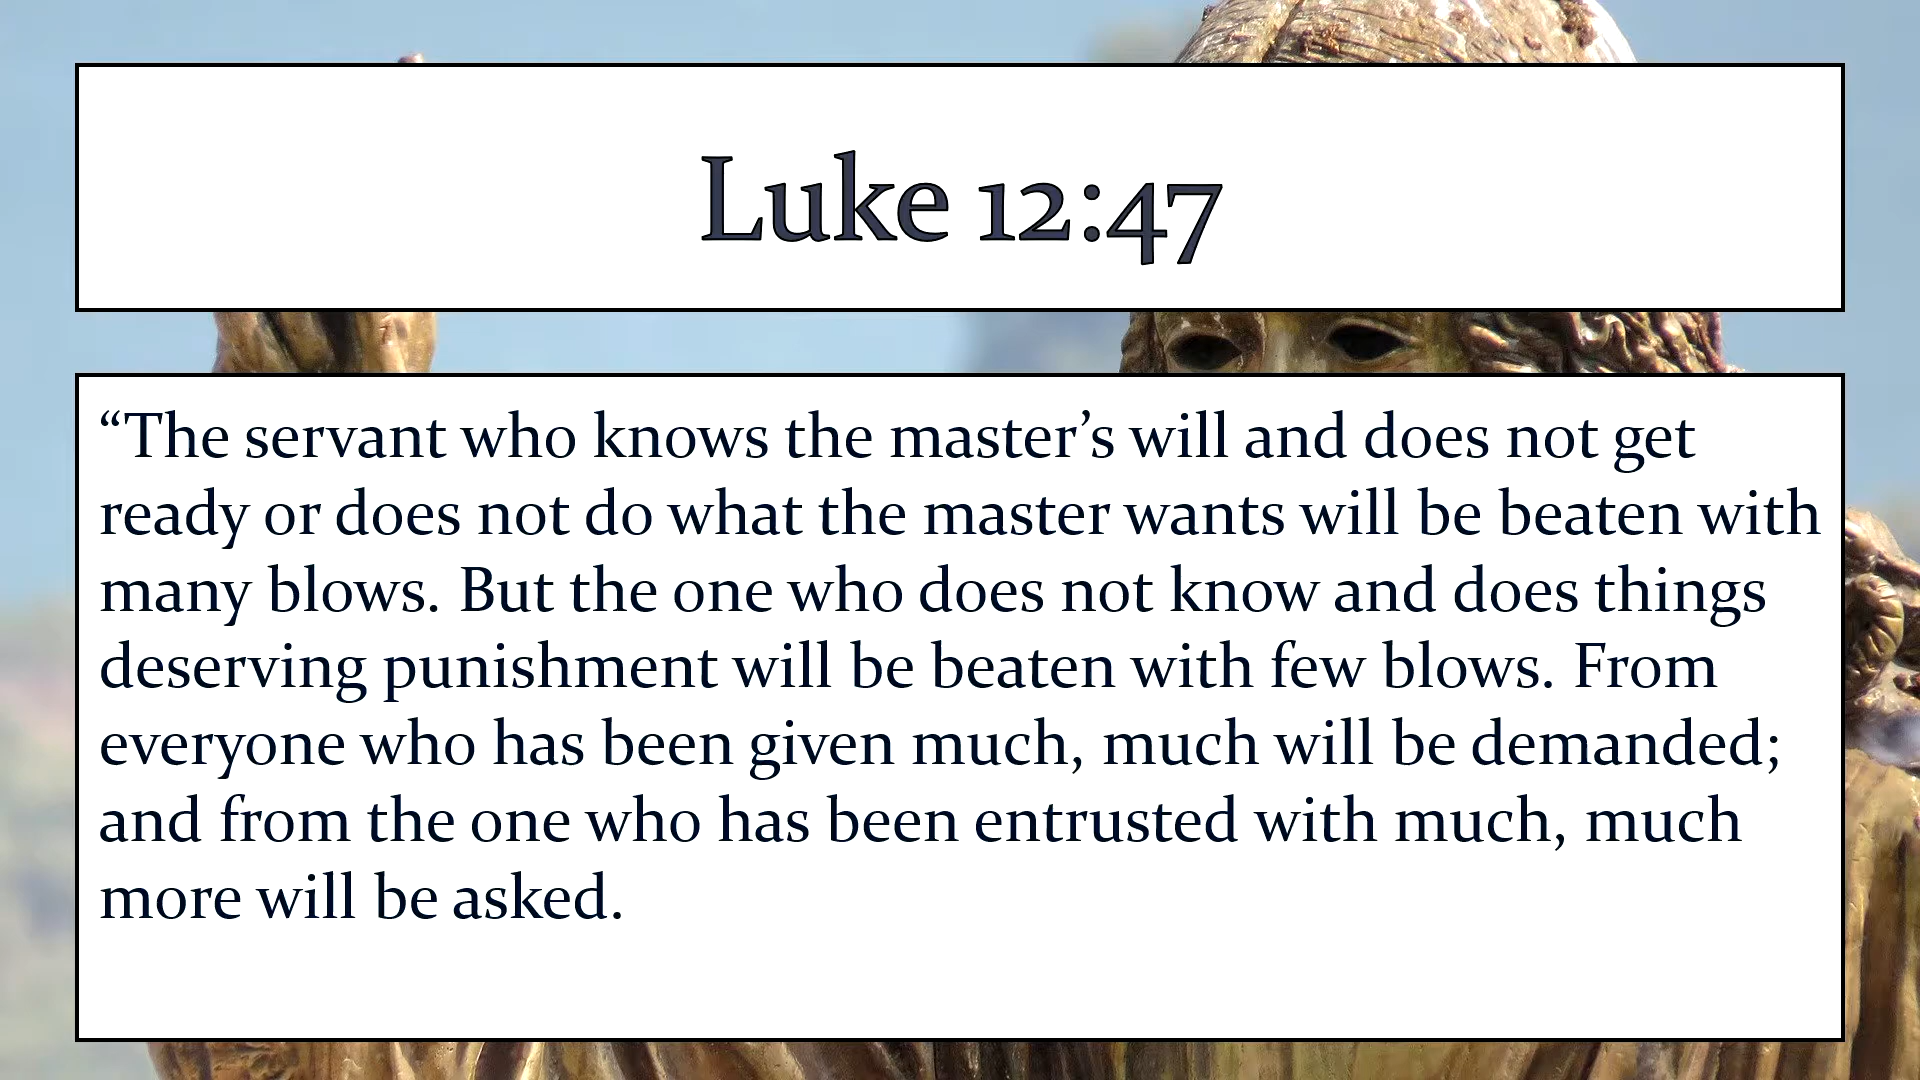 Luke 12:47
“The servant who knows the master’s will and does not get
ready or does not do what the master wants will be beaten with
many blows. But the one who does not know and does things
deserving punishment will be beaten with few blows. From
everyone who has been given much, much will be demanded;
and from the one who has been entrusted with much, much
more will be asked.